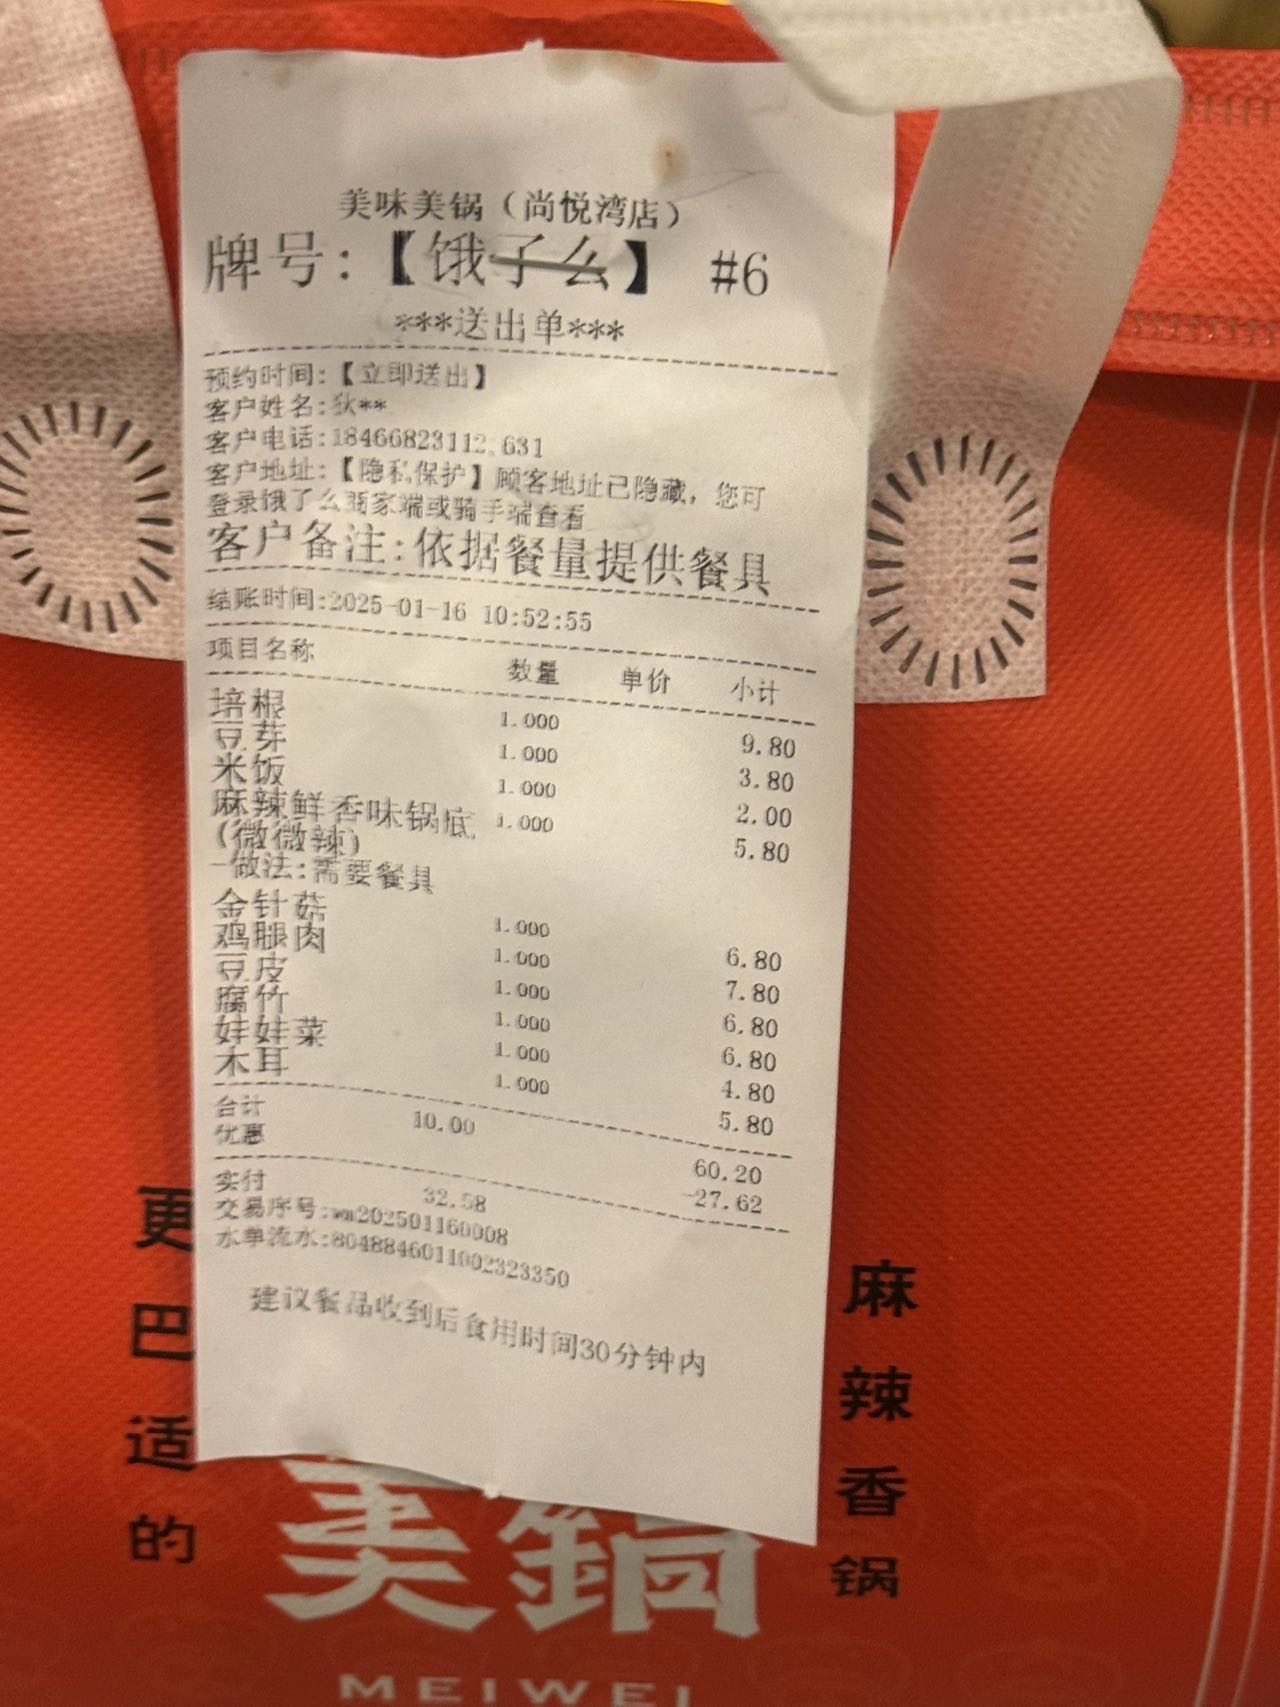 美味美锅（尚悦湾店）
牌号:【饿了么】 #6
***送出单***
预约时间:【立即送出】
客户姓名:狄**
客户电话:18466823112,631
客户地址:【隐私保护】顾客地址已隐藏，您可
登录饿了么商家端或骑手端查看
客户备注:依据餐量提供餐具
结账时间:2025-01-16 10:52:55
项目名称 数量 单价 小计
培根 1.000 9.80
豆芽 1.000 3.80
米饭 1.000 2.00
麻辣鲜香味锅底 1.000 5.80
(微微辣)
-做法:需要餐具
金针菇 1.000 6.80
鸡腿肉 1.000 7.80
豆皮 1.000 6.80
腐竹 1.000 6.80
娃娃菜 1.000 4.80
木耳 1.000 5.80
合计 10.00 60.20
优惠 -27.62
实付 32.58
交易序号:wm202501160008
水单流水:8048846011002323350
建议餐品收到后食用时间30分钟内
更巴适的
麻辣香锅
美鍋
MEIWEI